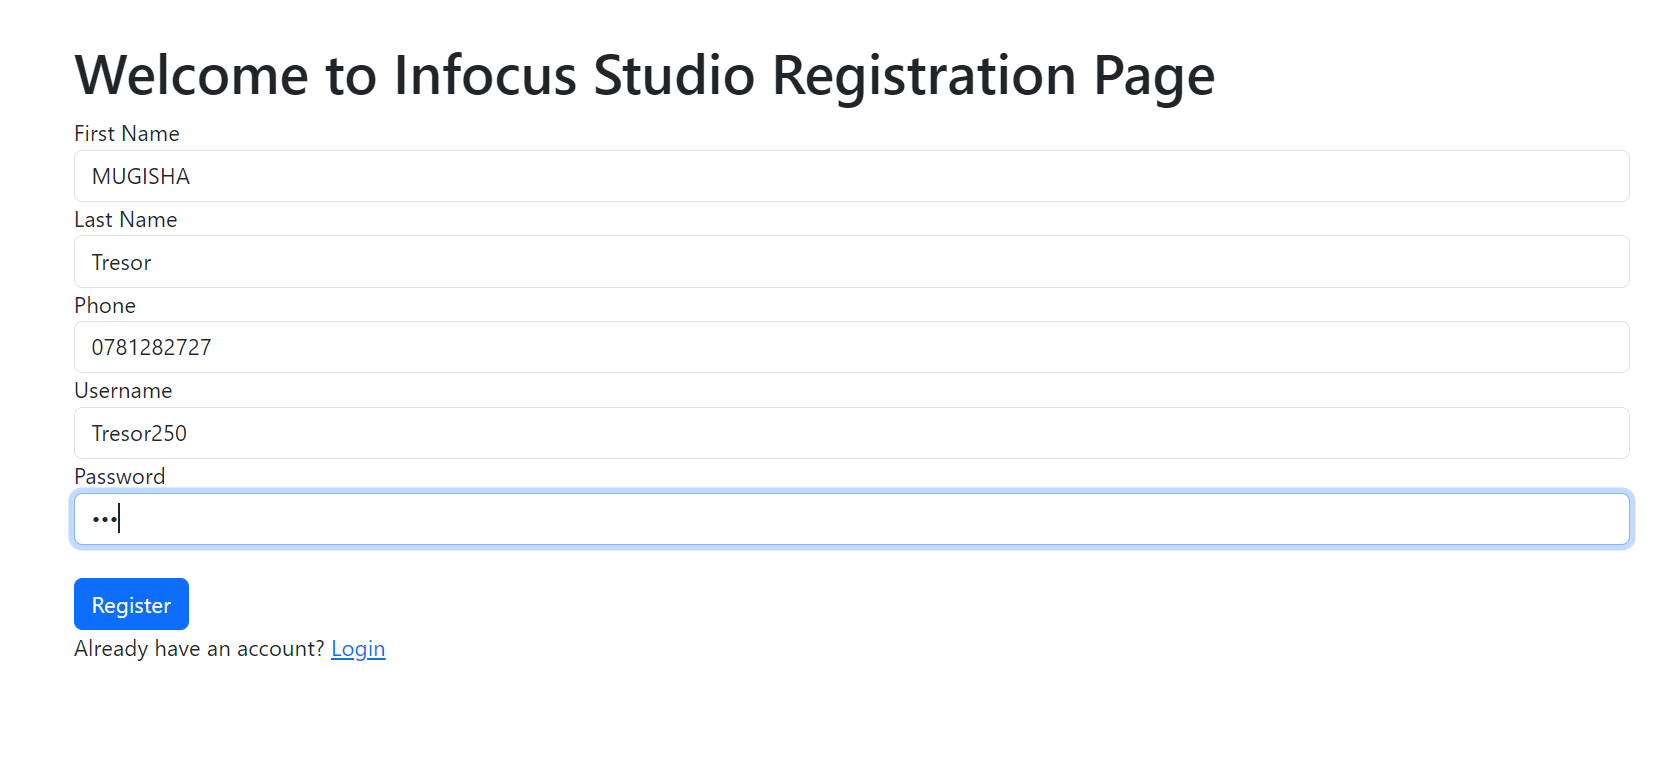 Welcome to Infocus Studio Registration Page
First Name
MUGISHA
Last Name
Tresor
Phone
0781282727
Username
Tresor250
Password
•••
Register
Already have an account? Login